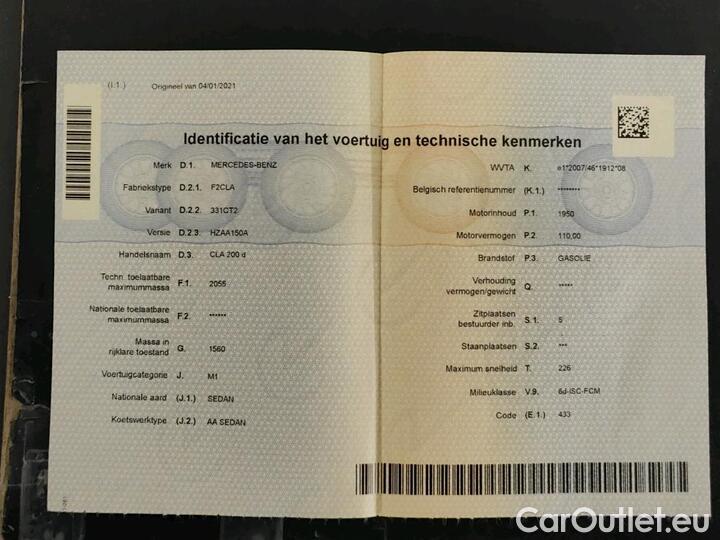 (I.1.) Origineel van 04/01/2021
Identificatie van het voertuig en technische kenmerken
Merk D.1. MERCEDES-BENZ
Fabriekstype D.2.1. F2CLA
Variant D.2.2. 331CT2
Versie D.2.3. HZAA150A
Handelsnaam D.3. CLA 200 d
Techn. toelaatbare
maximummassa F.1. 2055
Nationale toelaatbare
maximummassa F.2. ******
Massa in
rijklare toestand G. 1560
Voertuigcategorie J. M1
Nationale aard (J.1.) SEDAN
Koetswerktype (J.2.) AA SEDAN
WVTA K. e1*2007/46*1912*08
Belgisch referentienummer (K.1.) ********
Motorinhoud P.1. 1950
Motorvermogen P.2. 110,00
Brandstof P.3. GASOLIE
Verhouding
vermogen/gewicht Q. *****
Zitplaatsen
bestuurder inb. S.1. 5
Staanplaatsen S.2. ***
Maximum snelheid T. 226
Milieuklasse V.9. 6d-ISC-FCM
Code (E.1.) 433
CarOutlet.eu